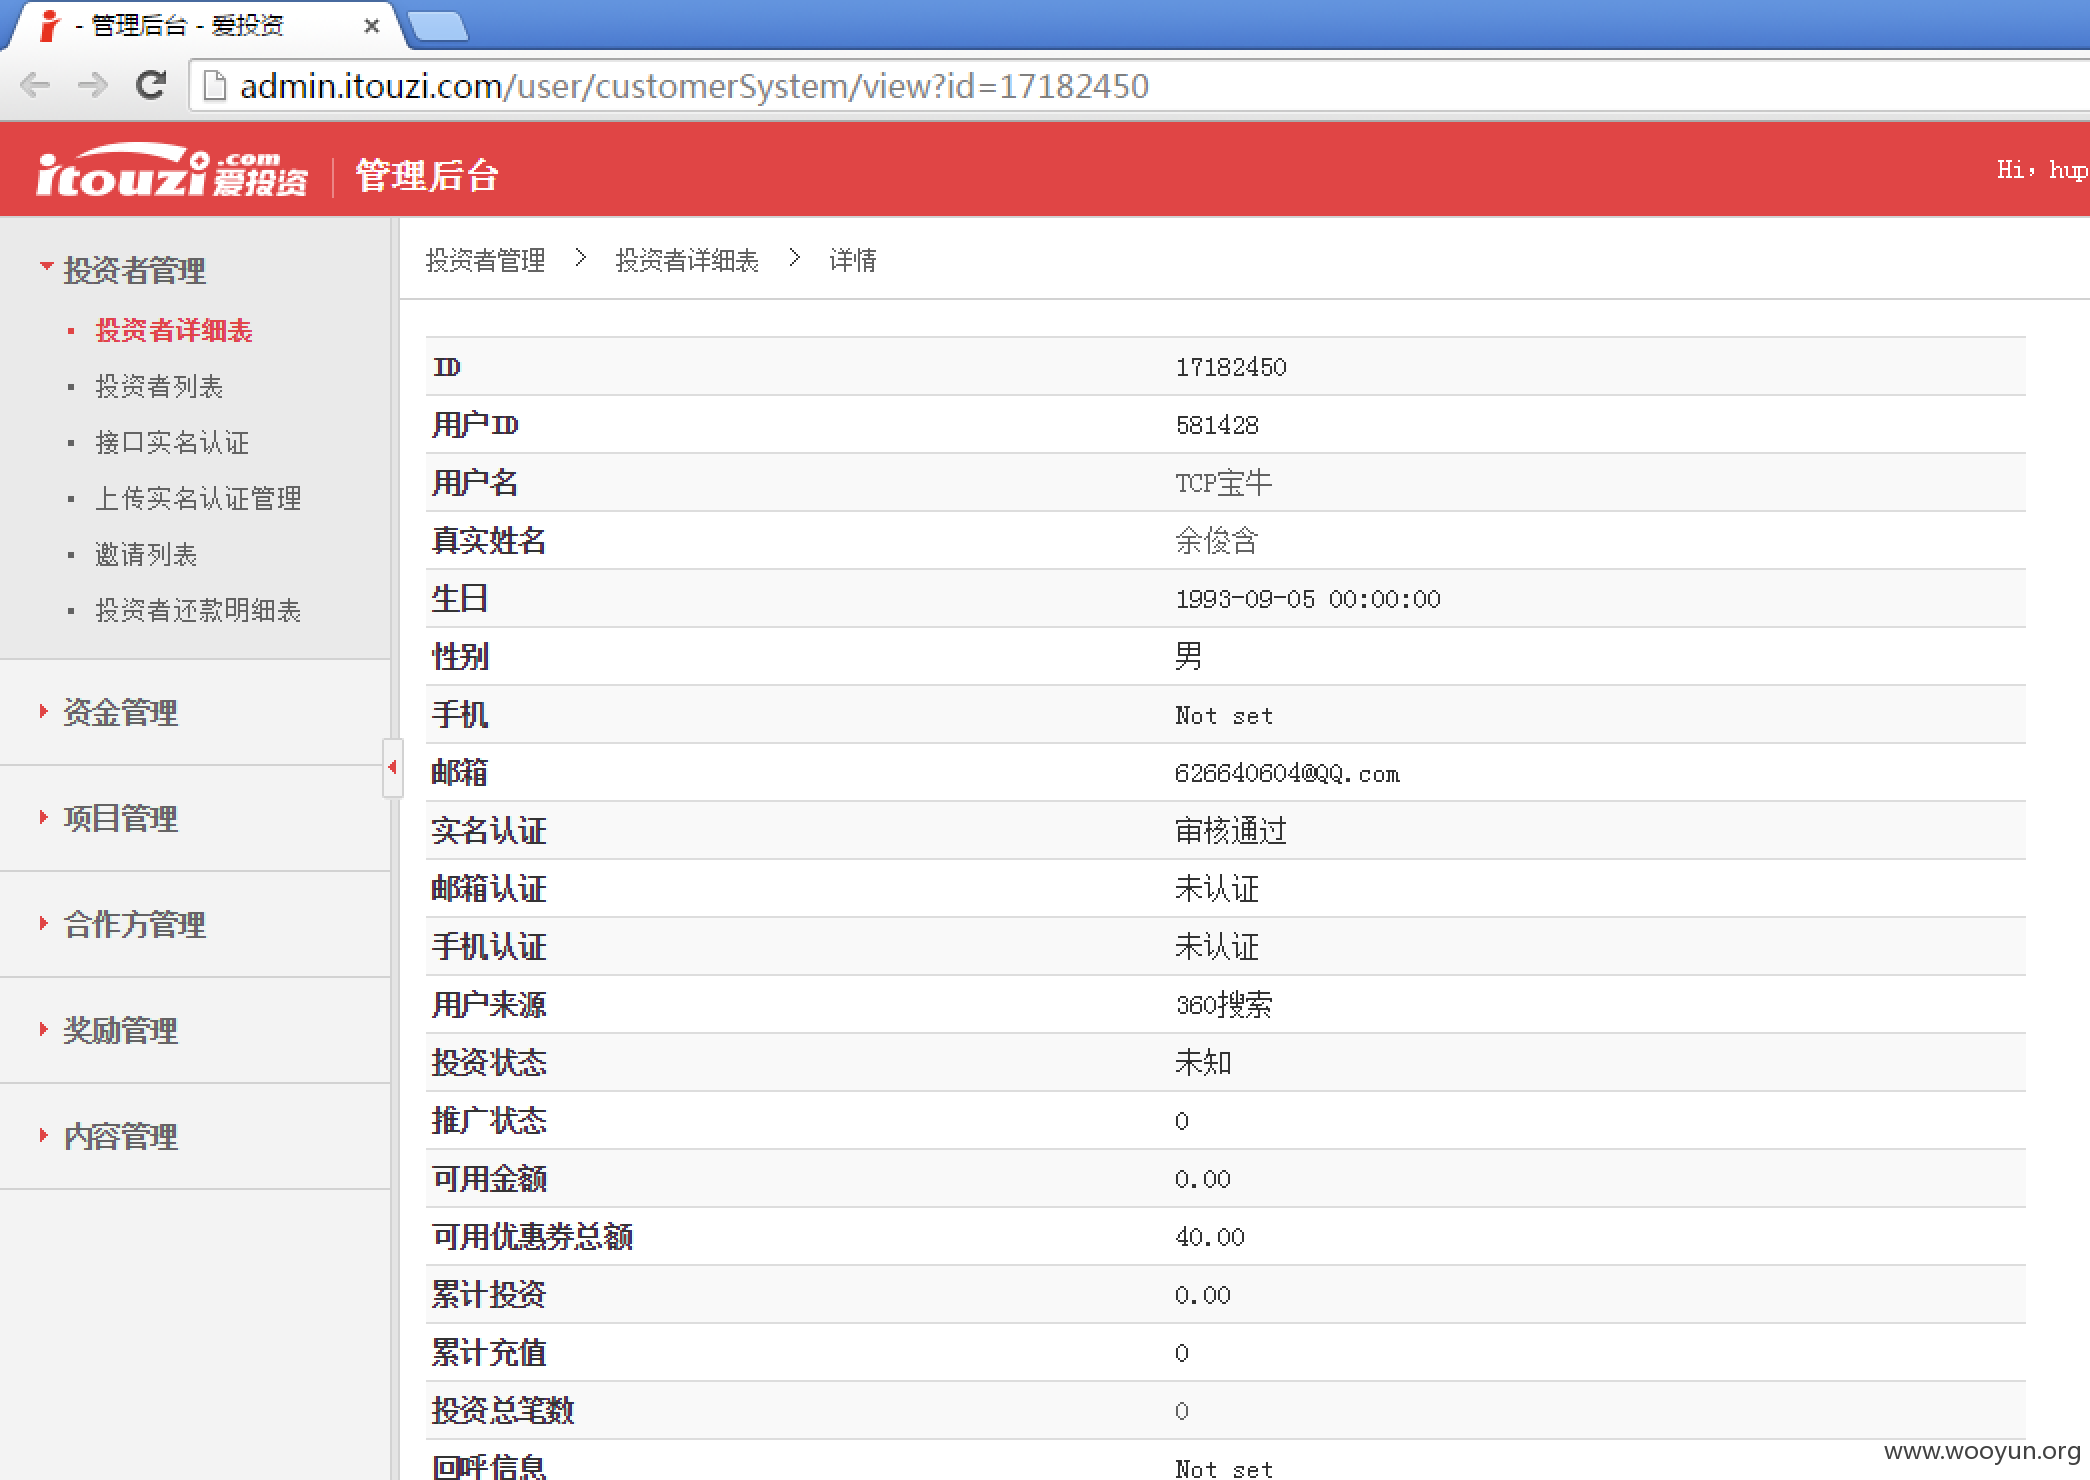 - 管理后台 - 爱投资
admin.itouzi.com/user/customerSystem/view?id=17182450
itouzi.com 爱投资 管理后台
Hi，hup
投资者管理
投资者详细表
投资者列表
接口实名认证
上传实名认证管理
邀请列表
投资者还款明细表
资金管理
项目管理
合作方管理
奖励管理
内容管理
投资者管理 > 投资者详细表 > 详情
ID 17182450
用户ID 581428
用户名 TCP宝牛
真实姓名 余俊含
生日 1993-09-05 00:00:00
性别 男
手机 Not set
邮箱 626640604@QQ.com
实名认证 审核通过
邮箱认证 未认证
手机认证 未认证
用户来源 360搜索
投资状态 未知
推广状态 0
可用金额 0.00
可用优惠券总额 40.00
累计投资 0.00
累计充值 0
投资总笔数 0
回呼信息 Not set
www.wooyun.org